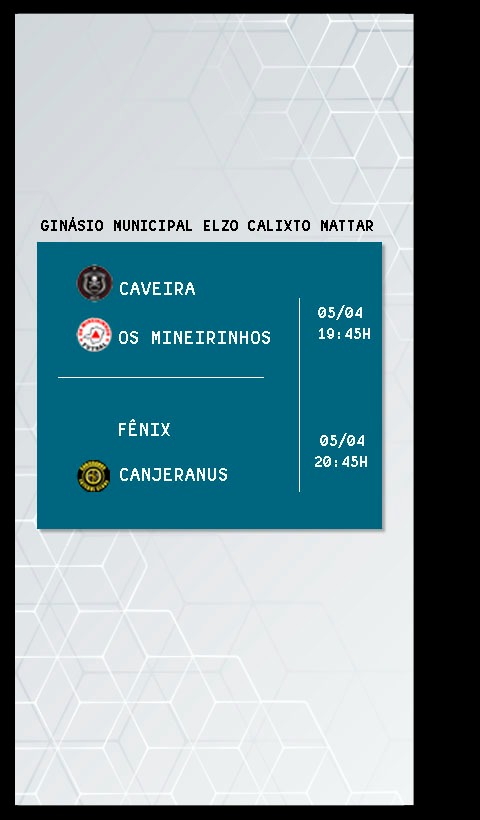 GINÁSIO MUNICIPAL ELZO CALIXTO MATTAR
CAVEIRA
OS MINEIRINHOS
05/04
19:45H
FÊNIX
CANJERANUS
05/04
20:45H